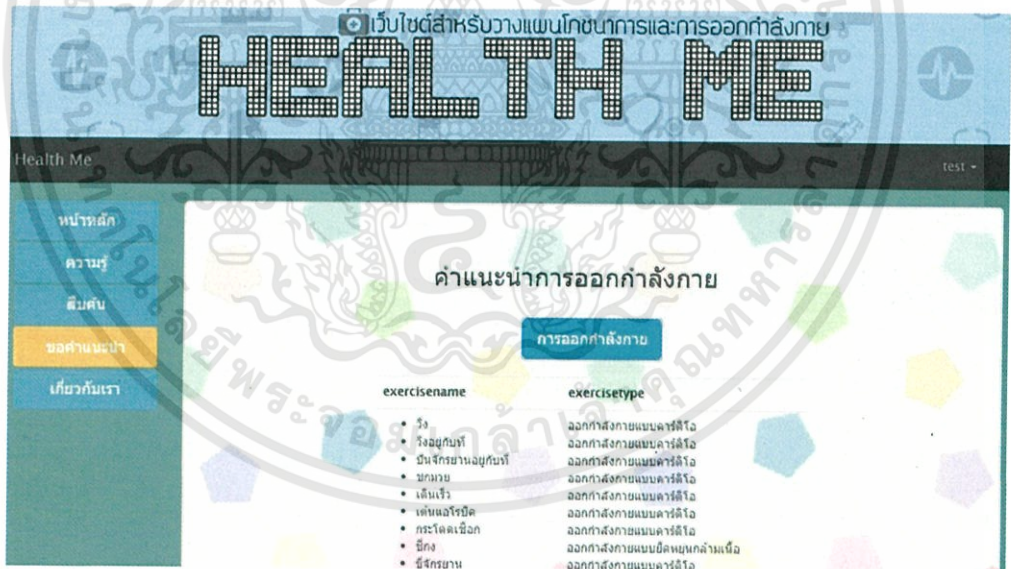 เว็บไซต์สำหรับวางแผนโภชนาการและการออกกำลังกาย
HEALTH ME
Health Me
test
หน้าหลัก
ความรู้
สืบค้น
ขอคำแนะนำ
เกี่ยวกับเรา
คำแนะนำการออกกำลังกาย
การออกกำลังกาย
exercisename exercisetype
• วิ่ง ออกกำลังกายแบบคาร์ดิโอ
• วิ่งอยู่กับที่ ออกกำลังกายแบบคาร์ดิโอ
• ปั่นจักรยานอยู่กับที่ ออกกำลังกายแบบคาร์ดิโอ
• ชกมวย ออกกำลังกายแบบคาร์ดิโอ
• เดินเร็ว ออกกำลังกายแบบคาร์ดิโอ
• เต้นแอโรบิค ออกกำลังกายแบบคาร์ดิโอ
• กระโดดเชือก ออกกำลังกายแบบคาร์ดิโอ
• ชี่กง ออกกำลังกายแบบยืดหยุ่นกล้ามเนื้อ
• ขี่จักรยาน ออกกำลังกายแบบคาร์ดิโอ